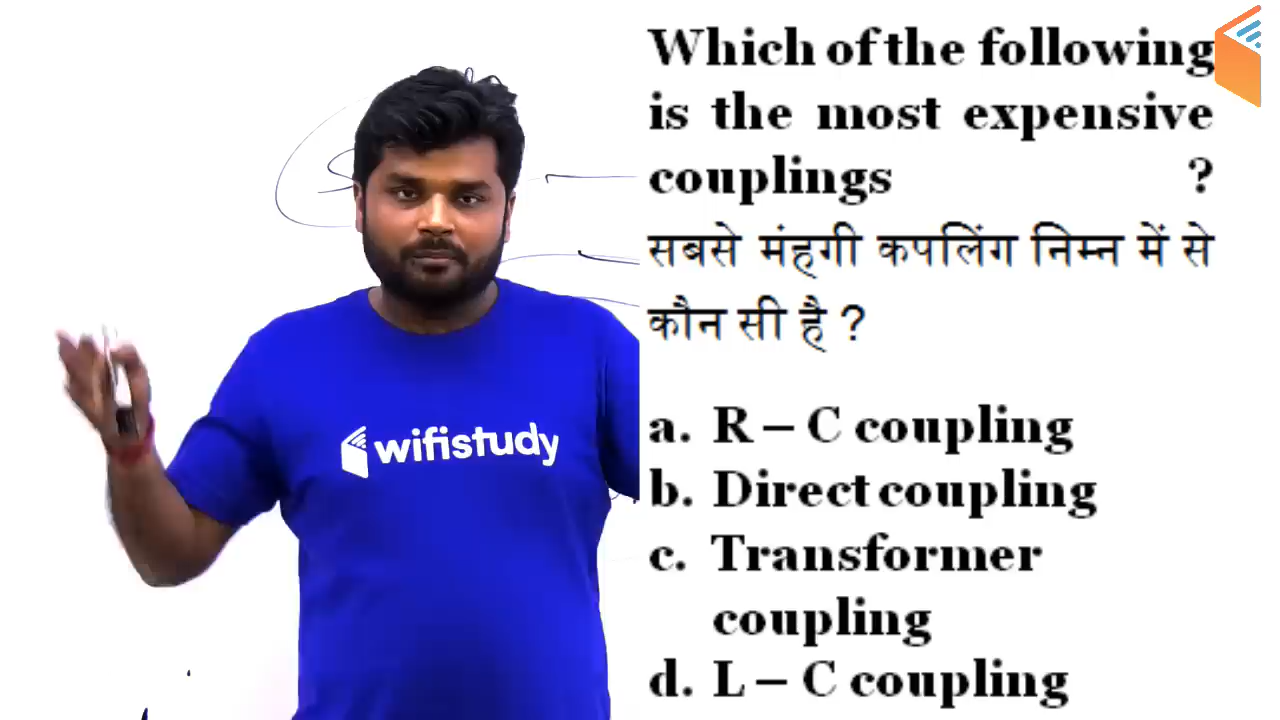 Which of the following
is the most expensive
couplings ?
सबसे मंहगी कपलिंग निम्न में से
कौन सी है ?
a. R – C coupling
b. Direct coupling
c. Transformer
coupling
d. L – C coupling
wifistudy